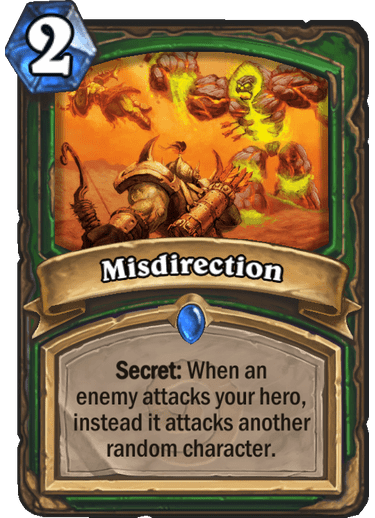 2
Misdirection
Secret: When an
enemy attacks your hero,
instead it attacks another
random character.